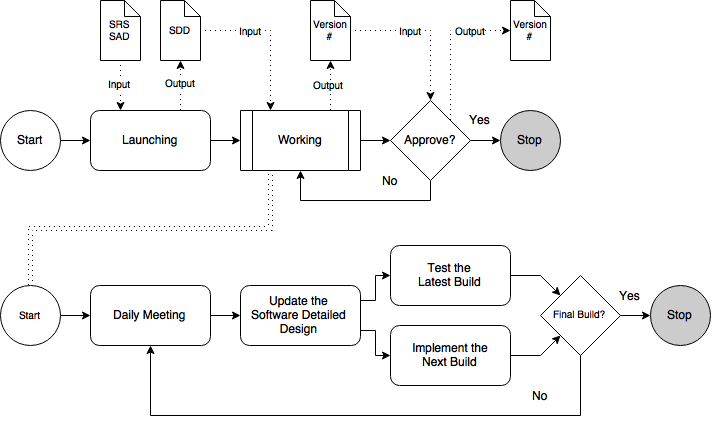 SRS
SAD
SDD
Version
#
Version
#
Input
Input
Output
Input
Output
Output
Start
Launching
Working
Approve?
Yes
Stop
No
Start
Daily Meeting
Update the
Software Detailed
Design
Test the
Latest Build
Implement the
Next Build
Final Build?
Yes
Stop
No